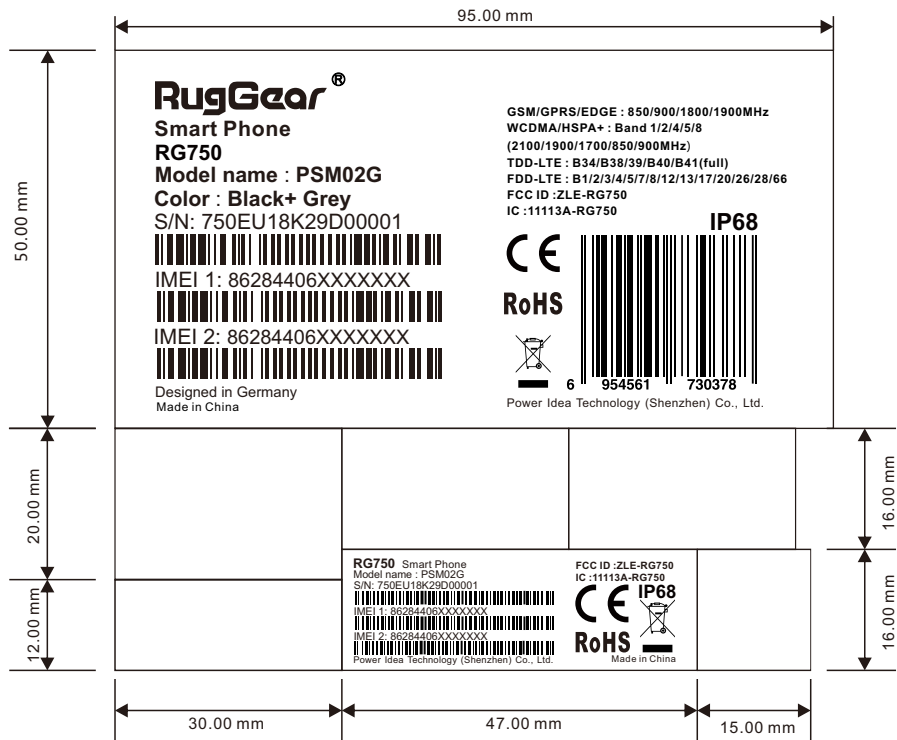 95.00 mm
50.00 mm
RugGear ®
Smart Phone
RG750
Model name : PSM02G
Color : Black+ Grey
S/N: 750EU18K29D00001
IMEI 1: 86284406XXXXXXX
IMEI 2: 86284406XXXXXXX
Designed in Germany
Made in China
GSM/GPRS/EDGE : 850/900/1800/1900MHz
WCDMA/HSPA+ : Band 1/2/4/5/8
(2100/1900/1700/850/900MHz)
TDD-LTE : B34/B38/39/B40/B41(full)
FDD-LTE : B1/2/3/4/5/7/8/12/13/17/20/26/28/66
FCC ID :ZLE-RG750
IC :11113A-RG750
IP68
CE
RoHS
6 954561 730378
Power Idea Technology (Shenzhen) Co., Ltd.
20.00 mm
16.00 mm
12.00 mm
RG750 Smart Phone
Model name : PSM02G
S/N: 750EU18K29D00001
IMEI 1: 86284406XXXXXXX
IMEI 2: 86284406XXXXXXX
Power Idea Technology (Shenzhen) Co., Ltd.
FCC ID :ZLE-RG750
IC :11113A-RG750
CE IP68
RoHS
Made in China
16.00 mm
30.00 mm
47.00 mm
15.00 mm